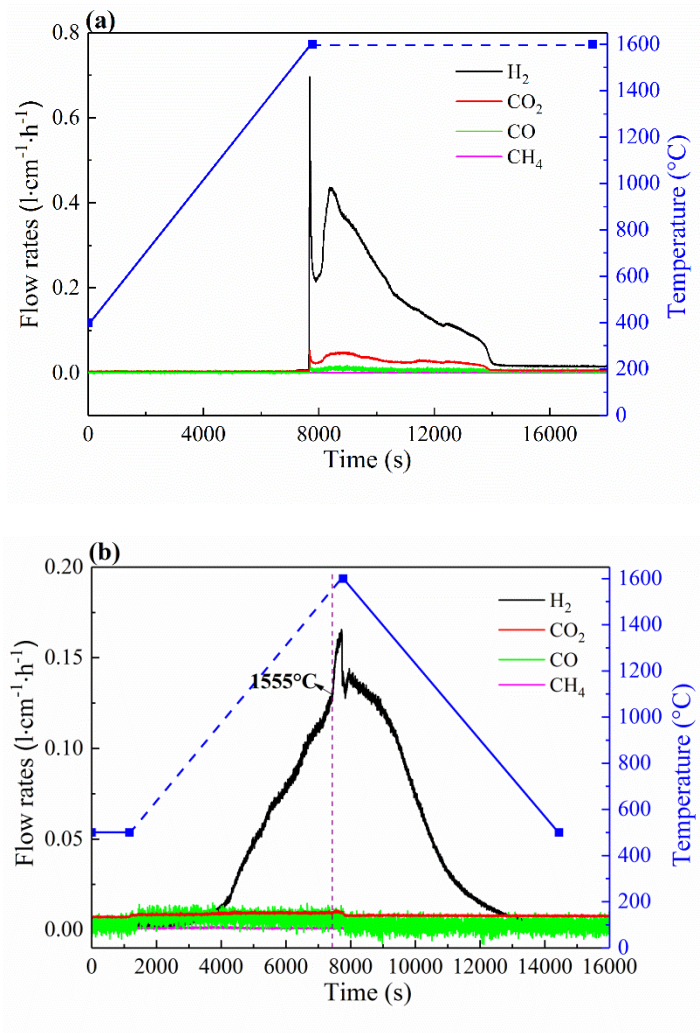 (a)
0.8
0.6
0.4
0.2
0.0
Flow rates (l·cm⁻¹·h⁻¹)
H₂
CO₂
CO
CH₄
1600
1400
1200
1000
800
600
400
200
0
Temperature (°C)
0 4000 8000 12000 16000
Time (s)
(b)
0.20
0.15
0.10
0.05
0.00
Flow rates (l·cm⁻¹·h⁻¹)
1555°C
H₂
CO₂
CO
CH₄
1600
1400
1200
1000
800
600
400
200
0
Temperature (°C)
0 2000 4000 6000 8000 10000 12000 14000 16000
Time (s)